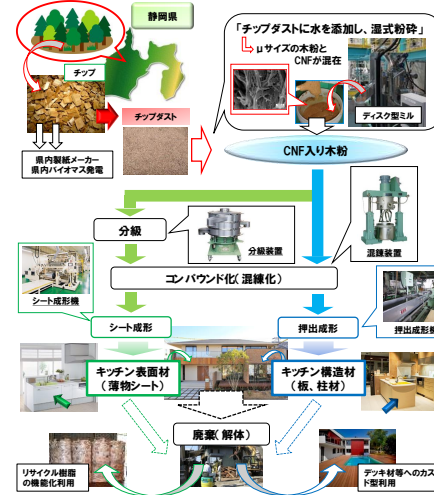 静岡県
チップ
県内製紙メーカー
県内バイオマス発電
チップダスト
「チップダストに水を添加し、湿式粉砕」
μサイズの木粉と
CNFが混在
ディスク型ミル
CNF入り木粉
分級
分級装置
混錬装置
コンパウンド化(混練化)
シート成形機
シート成形
押出成形
押出成形機
キッチン表面材
(薄物シート)
キッチン構造材
(板、柱材)
廃棄(解体)
リサイクル樹脂
の機能化利用
デッキ材等へのカス
ド型利用